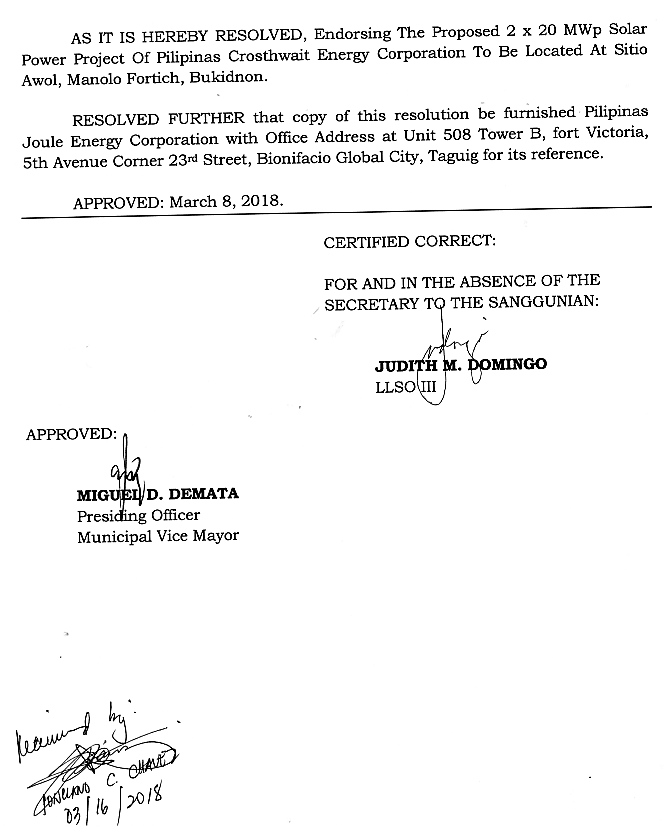 AS IT IS HEREBY RESOLVED, Endorsing The Proposed 2 x 20 MWp Solar
Power Project Of Pilipinas Crosthwait Energy Corporation To Be Located At Sitio
Awol, Manolo Fortich, Bukidnon.
RESOLVED FURTHER that copy of this resolution be furnished Pilipinas
Joule Energy Corporation with Office Address at Unit 508 Tower B, fort Victoria,
5th Avenue Corner 23rd Street, Bionifacio Global City, Taguig for its reference.
APPROVED: March 8, 2018.
CERTIFIED CORRECT:
FOR AND IN THE ABSENCE OF THE
SECRETARY TO THE SANGGUNIAN:
JUDITH M. DOMINGO
LLSO III
APPROVED:
MIGUEL D. DEMATA
Presiding Officer
Municipal Vice Mayor
Received by:
C.
03/16/2018